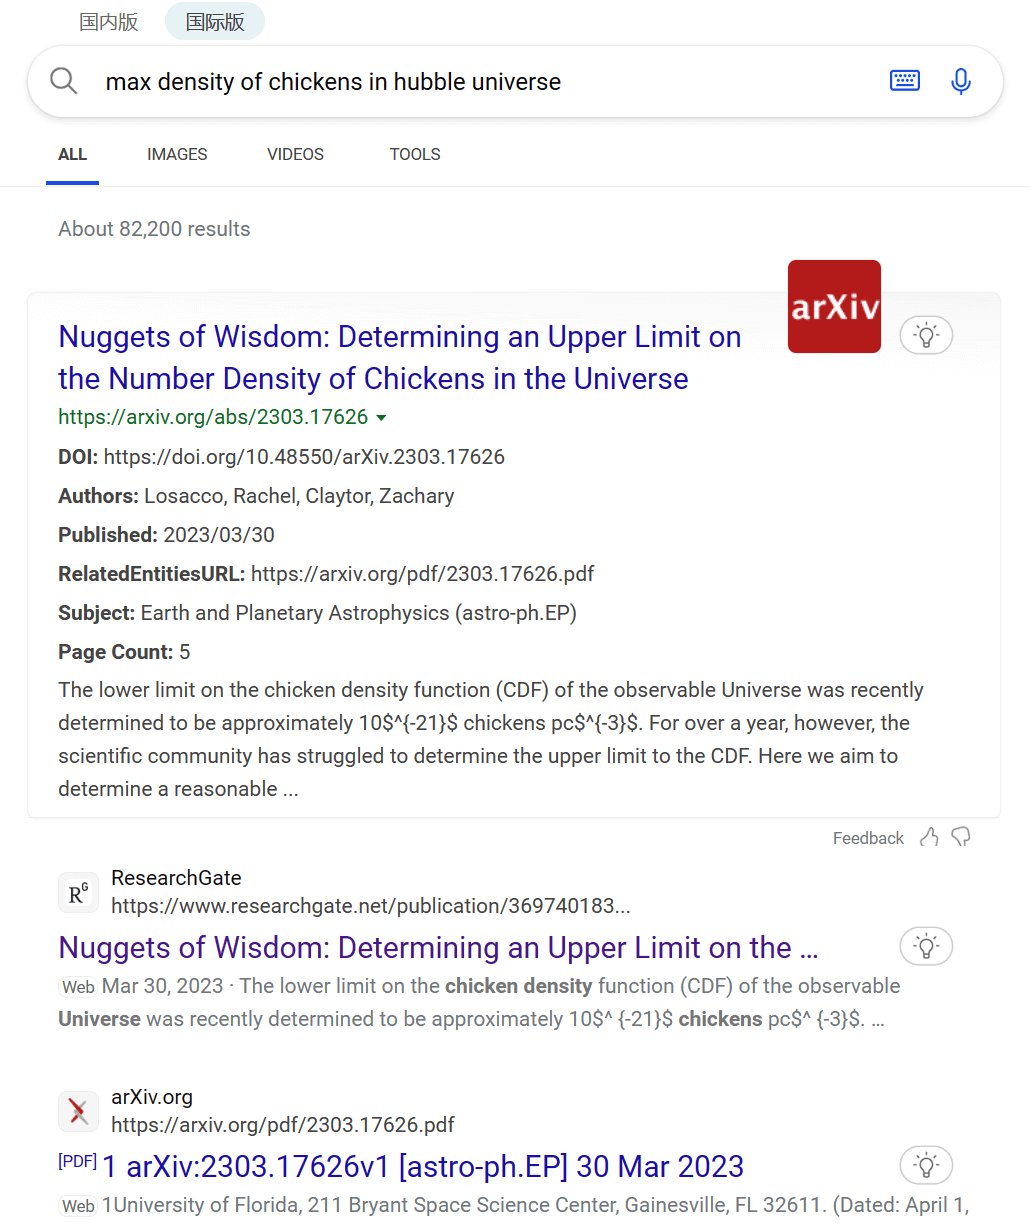 国内版 国际版
max density of chickens in hubble universe
ALL IMAGES VIDEOS TOOLS
About 82,200 results
arXiv
Nuggets of Wisdom: Determining an Upper Limit on
the Number Density of Chickens in the Universe
https://arxiv.org/abs/2303.17626
DOI: https://doi.org/10.48550/arXiv.2303.17626
Authors: Losacco, Rachel, Claytor, Zachary
Published: 2023/03/30
RelatedEntitiesURL: https://arxiv.org/pdf/2303.17626.pdf
Subject: Earth and Planetary Astrophysics (astro-ph.EP)
Page Count: 5
The lower limit on the chicken density function (CDF) of the observable Universe was recently
determined to be approximately 10$^{-21}$ chickens pc$^{-3}$. For over a year, however, the
scientific community has struggled to determine the upper limit to the CDF. Here we aim to
determine a reasonable ...
Feedback
RG
ResearchGate
https://www.researchgate.net/publication/369740183...
Nuggets of Wisdom: Determining an Upper Limit on the ...
Web Mar 30, 2023 · The lower limit on the chicken density function (CDF) of the observable
Universe was recently determined to be approximately 10$^ {-21}$ chickens pc$^ {-3}$. ...
arXiv.org
https://arxiv.org/pdf/2303.17626.pdf
[PDF] 1 arXiv:2303.17626v1 [astro-ph.EP] 30 Mar 2023
Web 1University of Florida, 211 Bryant Space Science Center, Gainesville, FL 32611. (Dated: April 1,